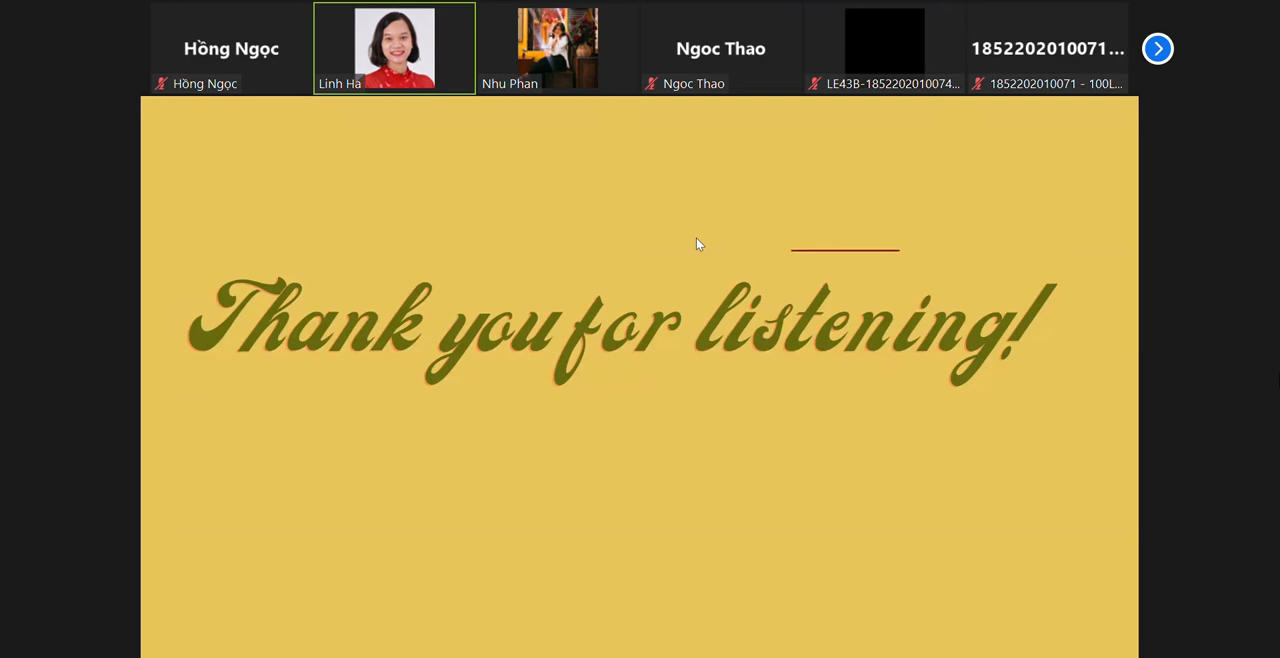 Hồng Ngọc
Ngoc Thao
1852202010071...
Hồng Ngọc
Linh Ha
Nhu Phan
Ngoc Thao
LE43B-1852202010074...
1852202010071 - 100L...
Thank you for listening!